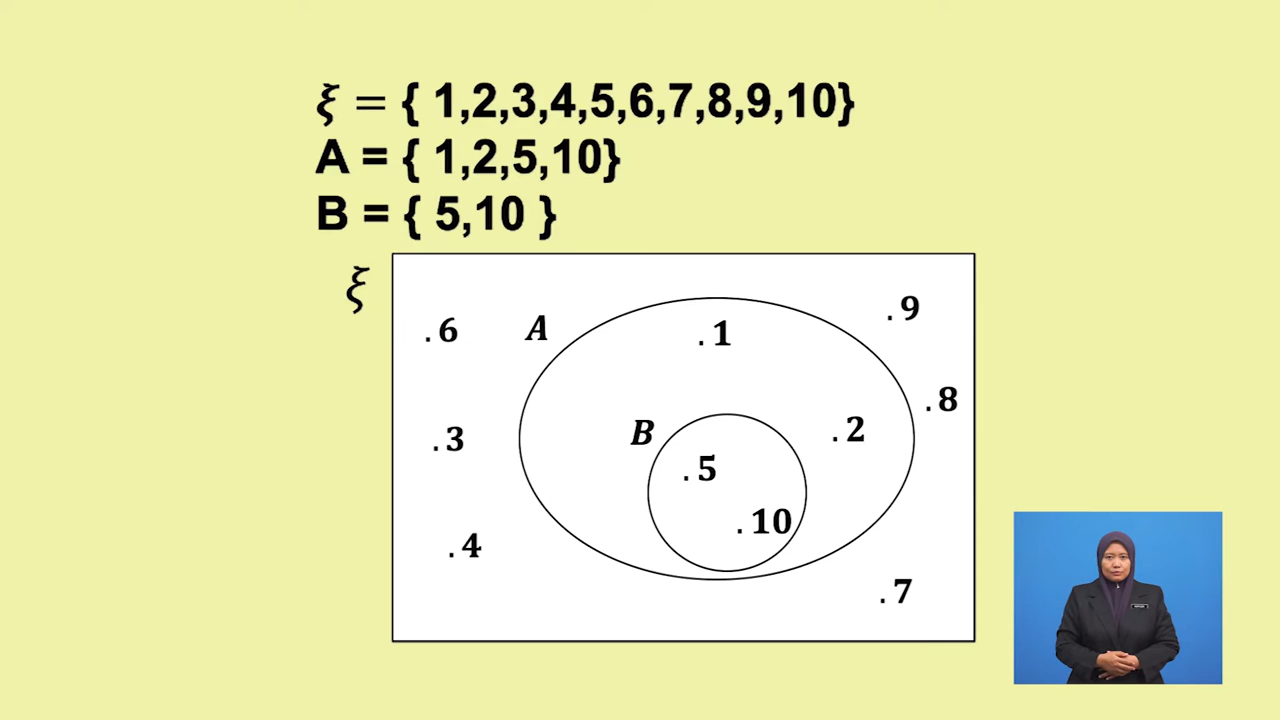 ξ = { 1,2,3,4,5,6,7,8,9,10}
A = { 1,2,5,10}
B = { 5,10 }
ξ
.6
A
.1
.9
.8
.3
B
.2
.5
.10
.4
.7